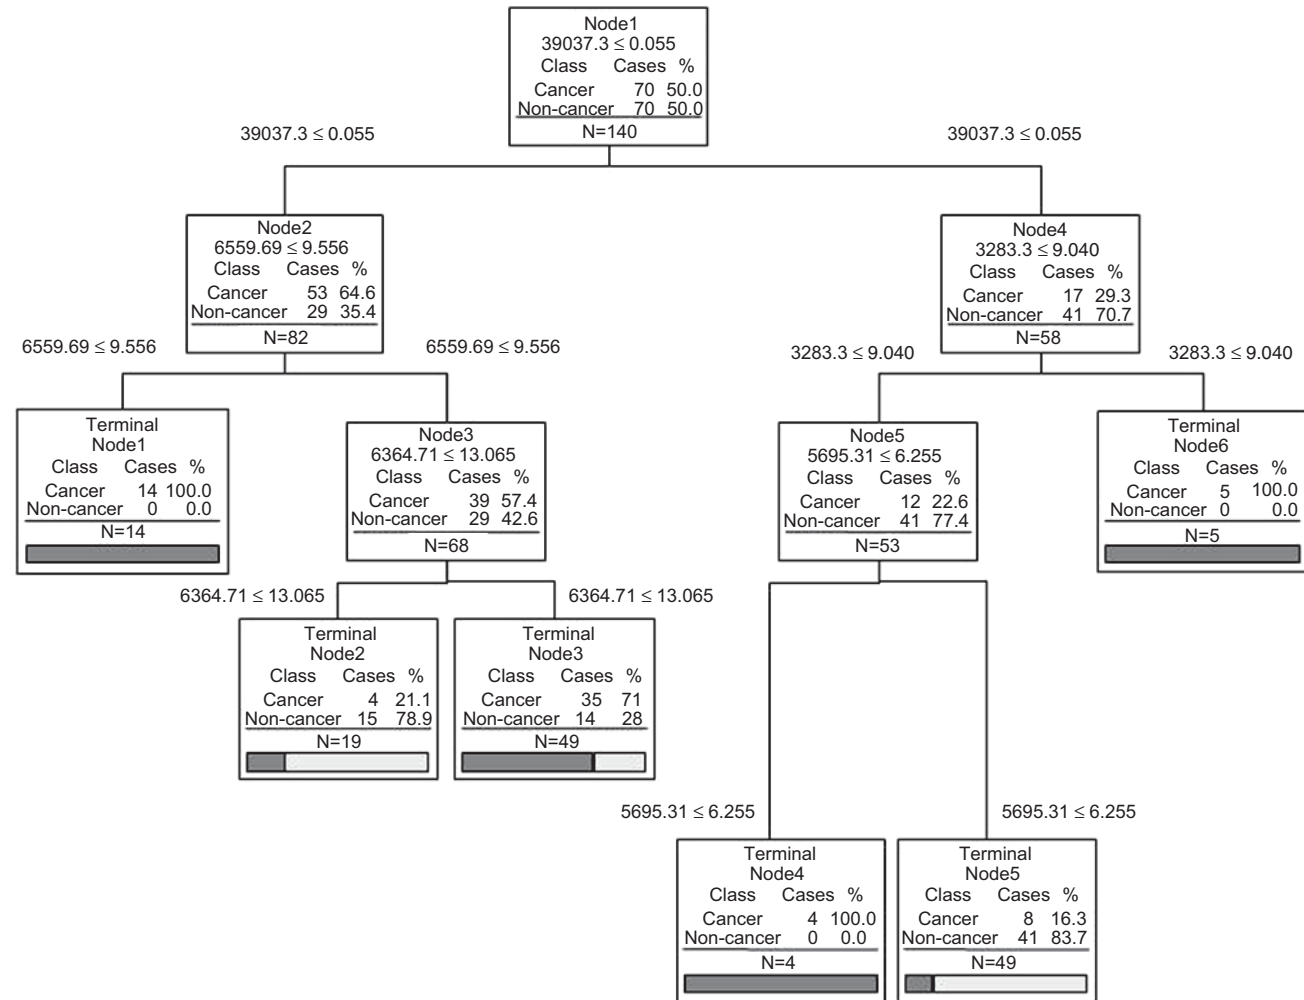 Node1
39037.3 ≤ 0.055
Class Cases %
Cancer 70 50.0
Non-cancer 70 50.0
N=140
39037.3 ≤ 0.055
39037.3 ≤ 0.055
Node2
6559.69 ≤ 9.556
Class Cases %
Cancer 53 64.6
Non-cancer 29 35.4
N=82
Node4
3283.3 ≤ 9.040
Class Cases %
Cancer 17 29.3
Non-cancer 41 70.7
N=58
6559.69 ≤ 9.556
6559.69 ≤ 9.556
3283.3 ≤ 9.040
3283.3 ≤ 9.040
Terminal
Node1
Class Cases %
Cancer 14 100.0
Non-cancer 0 0.0
N=14
Node3
6364.71 ≤ 13.065
Class Cases %
Cancer 39 57.4
Non-cancer 29 42.6
N=68
Node5
5695.31 ≤ 6.255
Class Cases %
Cancer 12 22.6
Non-cancer 41 77.4
N=53
Terminal
Node6
Class Cases %
Cancer 5 100.0
Non-cancer 0 0.0
N=5
6364.71 ≤ 13.065
6364.71 ≤ 13.065
Terminal
Node2
Class Cases %
Cancer 4 21.1
Non-cancer 15 78.9
N=19
Terminal
Node3
Class Cases %
Cancer 35 71
Non-cancer 14 28
N=49
5695.31 ≤ 6.255
5695.31 ≤ 6.255
Terminal
Node4
Class Cases %
Cancer 4 100.0
Non-cancer 0 0.0
N=4
Terminal
Node5
Class Cases %
Cancer 8 16.3
Non-cancer 41 83.7
N=49